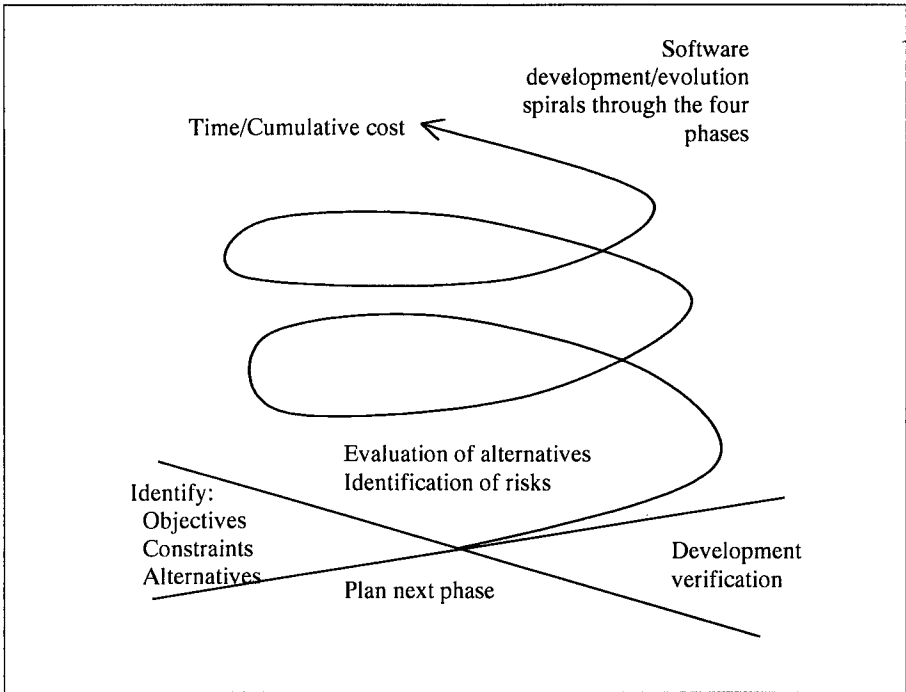 Software
development/evolution
spirals through the four
phases
Time/Cumulative cost
Evaluation of alternatives
Identification of risks
Identify:
Objectives
Constraints
Alternatives
Development
verification
Plan next phase